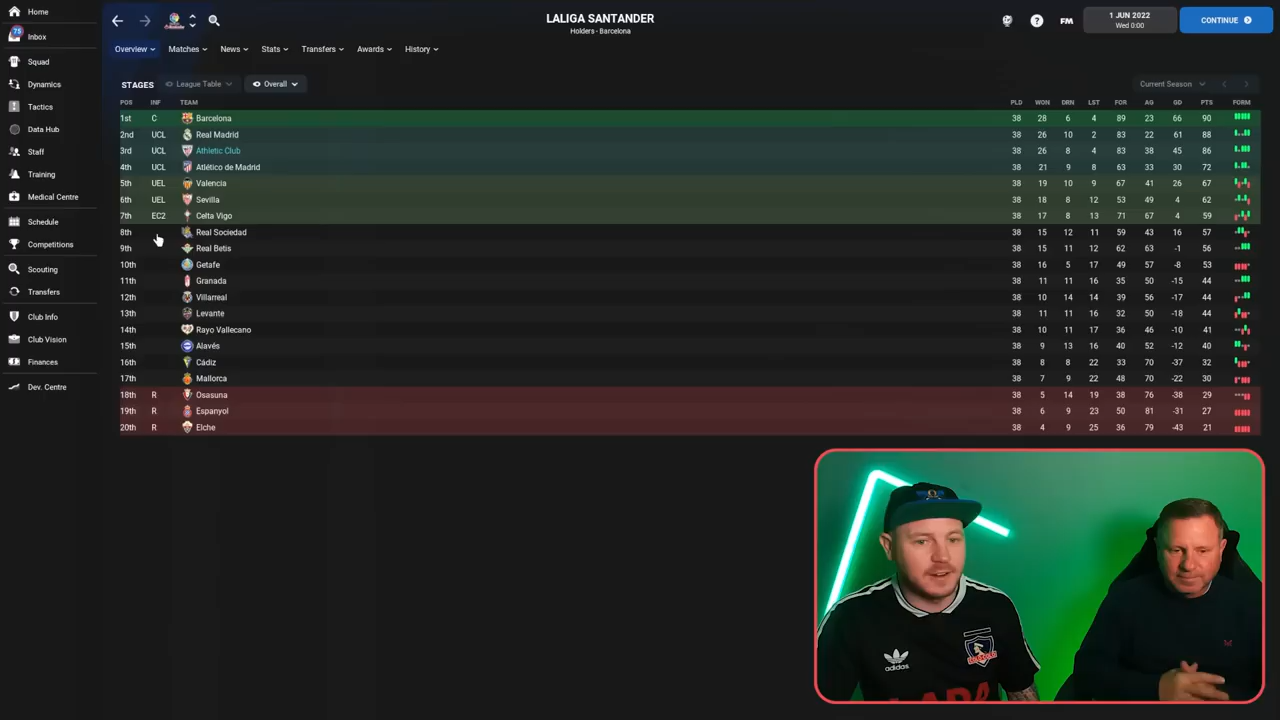 Home
75
Inbox
Squad
Dynamics
Tactics
Data Hub
Staff
Training
Medical Centre
Schedule
Competitions
Scouting
Transfers
Club Info
Club Vision
Finances
Dev. Centre
LALIGA SANTANDER
Holders - Barcelona
FM
1 JUN 2022
Wed 0:00
CONTINUE
Overview Matches News Stats Transfers Awards History
STAGES League Table Overall Current Season
POS INF TEAM PLD WON DRN LST FOR AG GD PTS FORM
1st C Barcelona 38 28 6 4 89 23 66 90
2nd UCL Real Madrid 38 26 10 2 83 22 61 88
3rd UCL Athletic Club 38 26 8 4 83 38 45 86
4th UCL Atlético de Madrid 38 21 9 8 63 33 30 72
5th UEL Valencia 38 19 10 9 67 41 26 67
6th UEL Sevilla 38 18 8 12 53 49 4 62
7th EC2 Celta Vigo 38 17 8 13 71 67 4 59
8th Real Sociedad 38 15 12 11 59 43 16 57
9th Real Betis 38 15 11 12 62 63 -1 56
10th Getafe 38 16 5 17 49 57 -8 53
11th Granada 38 11 11 16 35 50 -15 44
12th Villarreal 38 10 14 14 39 56 -17 44
13th Levante 38 11 11 16 32 50 -18 44
14th Rayo Vallecano 38 10 11 17 36 46 -10 41
15th Alavés 38 9 13 16 40 52 -12 40
16th Cádiz 38 8 8 22 33 70 -37 32
17th Mallorca 38 7 9 22 48 70 -22 30
18th R Osasuna 38 5 14 19 38 76 -38 29
19th R Espanyol 38 6 9 23 50 81 -31 27
20th R Elche 38 4 9 25 36 79 -43 21
adidas